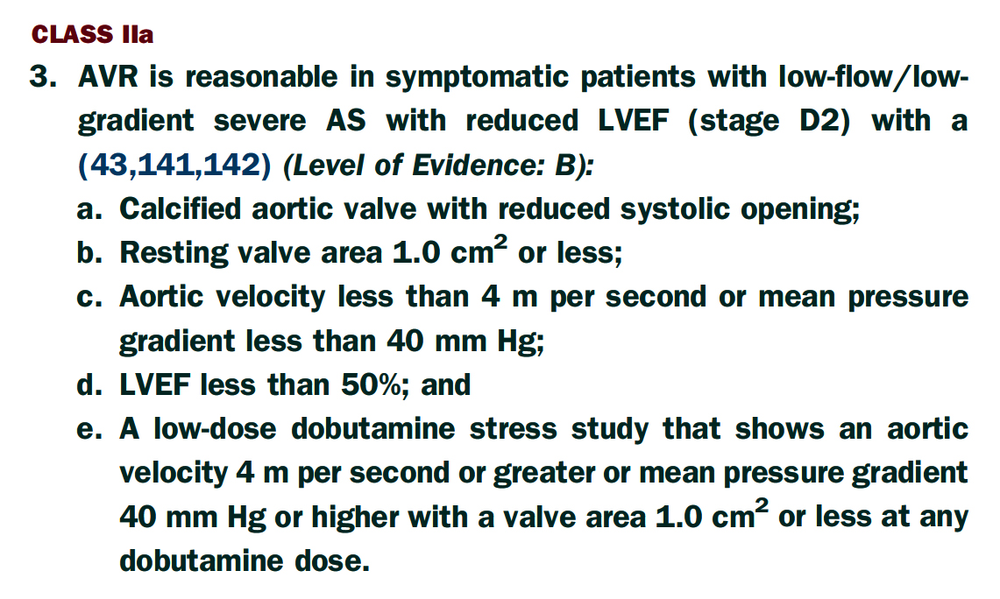 CLASS IIa
3. AVR is reasonable in symptomatic patients with low-flow/low-
gradient severe AS with reduced LVEF (stage D2) with a
(43,141,142) (Level of Evidence: B):
a. Calcified aortic valve with reduced systolic opening;
b. Resting valve area 1.0 cm² or less;
c. Aortic velocity less than 4 m per second or mean pressure
gradient less than 40 mm Hg;
d. LVEF less than 50%; and
e. A low-dose dobutamine stress study that shows an aortic
velocity 4 m per second or greater or mean pressure gradient
40 mm Hg or higher with a valve area 1.0 cm² or less at any
dobutamine dose.